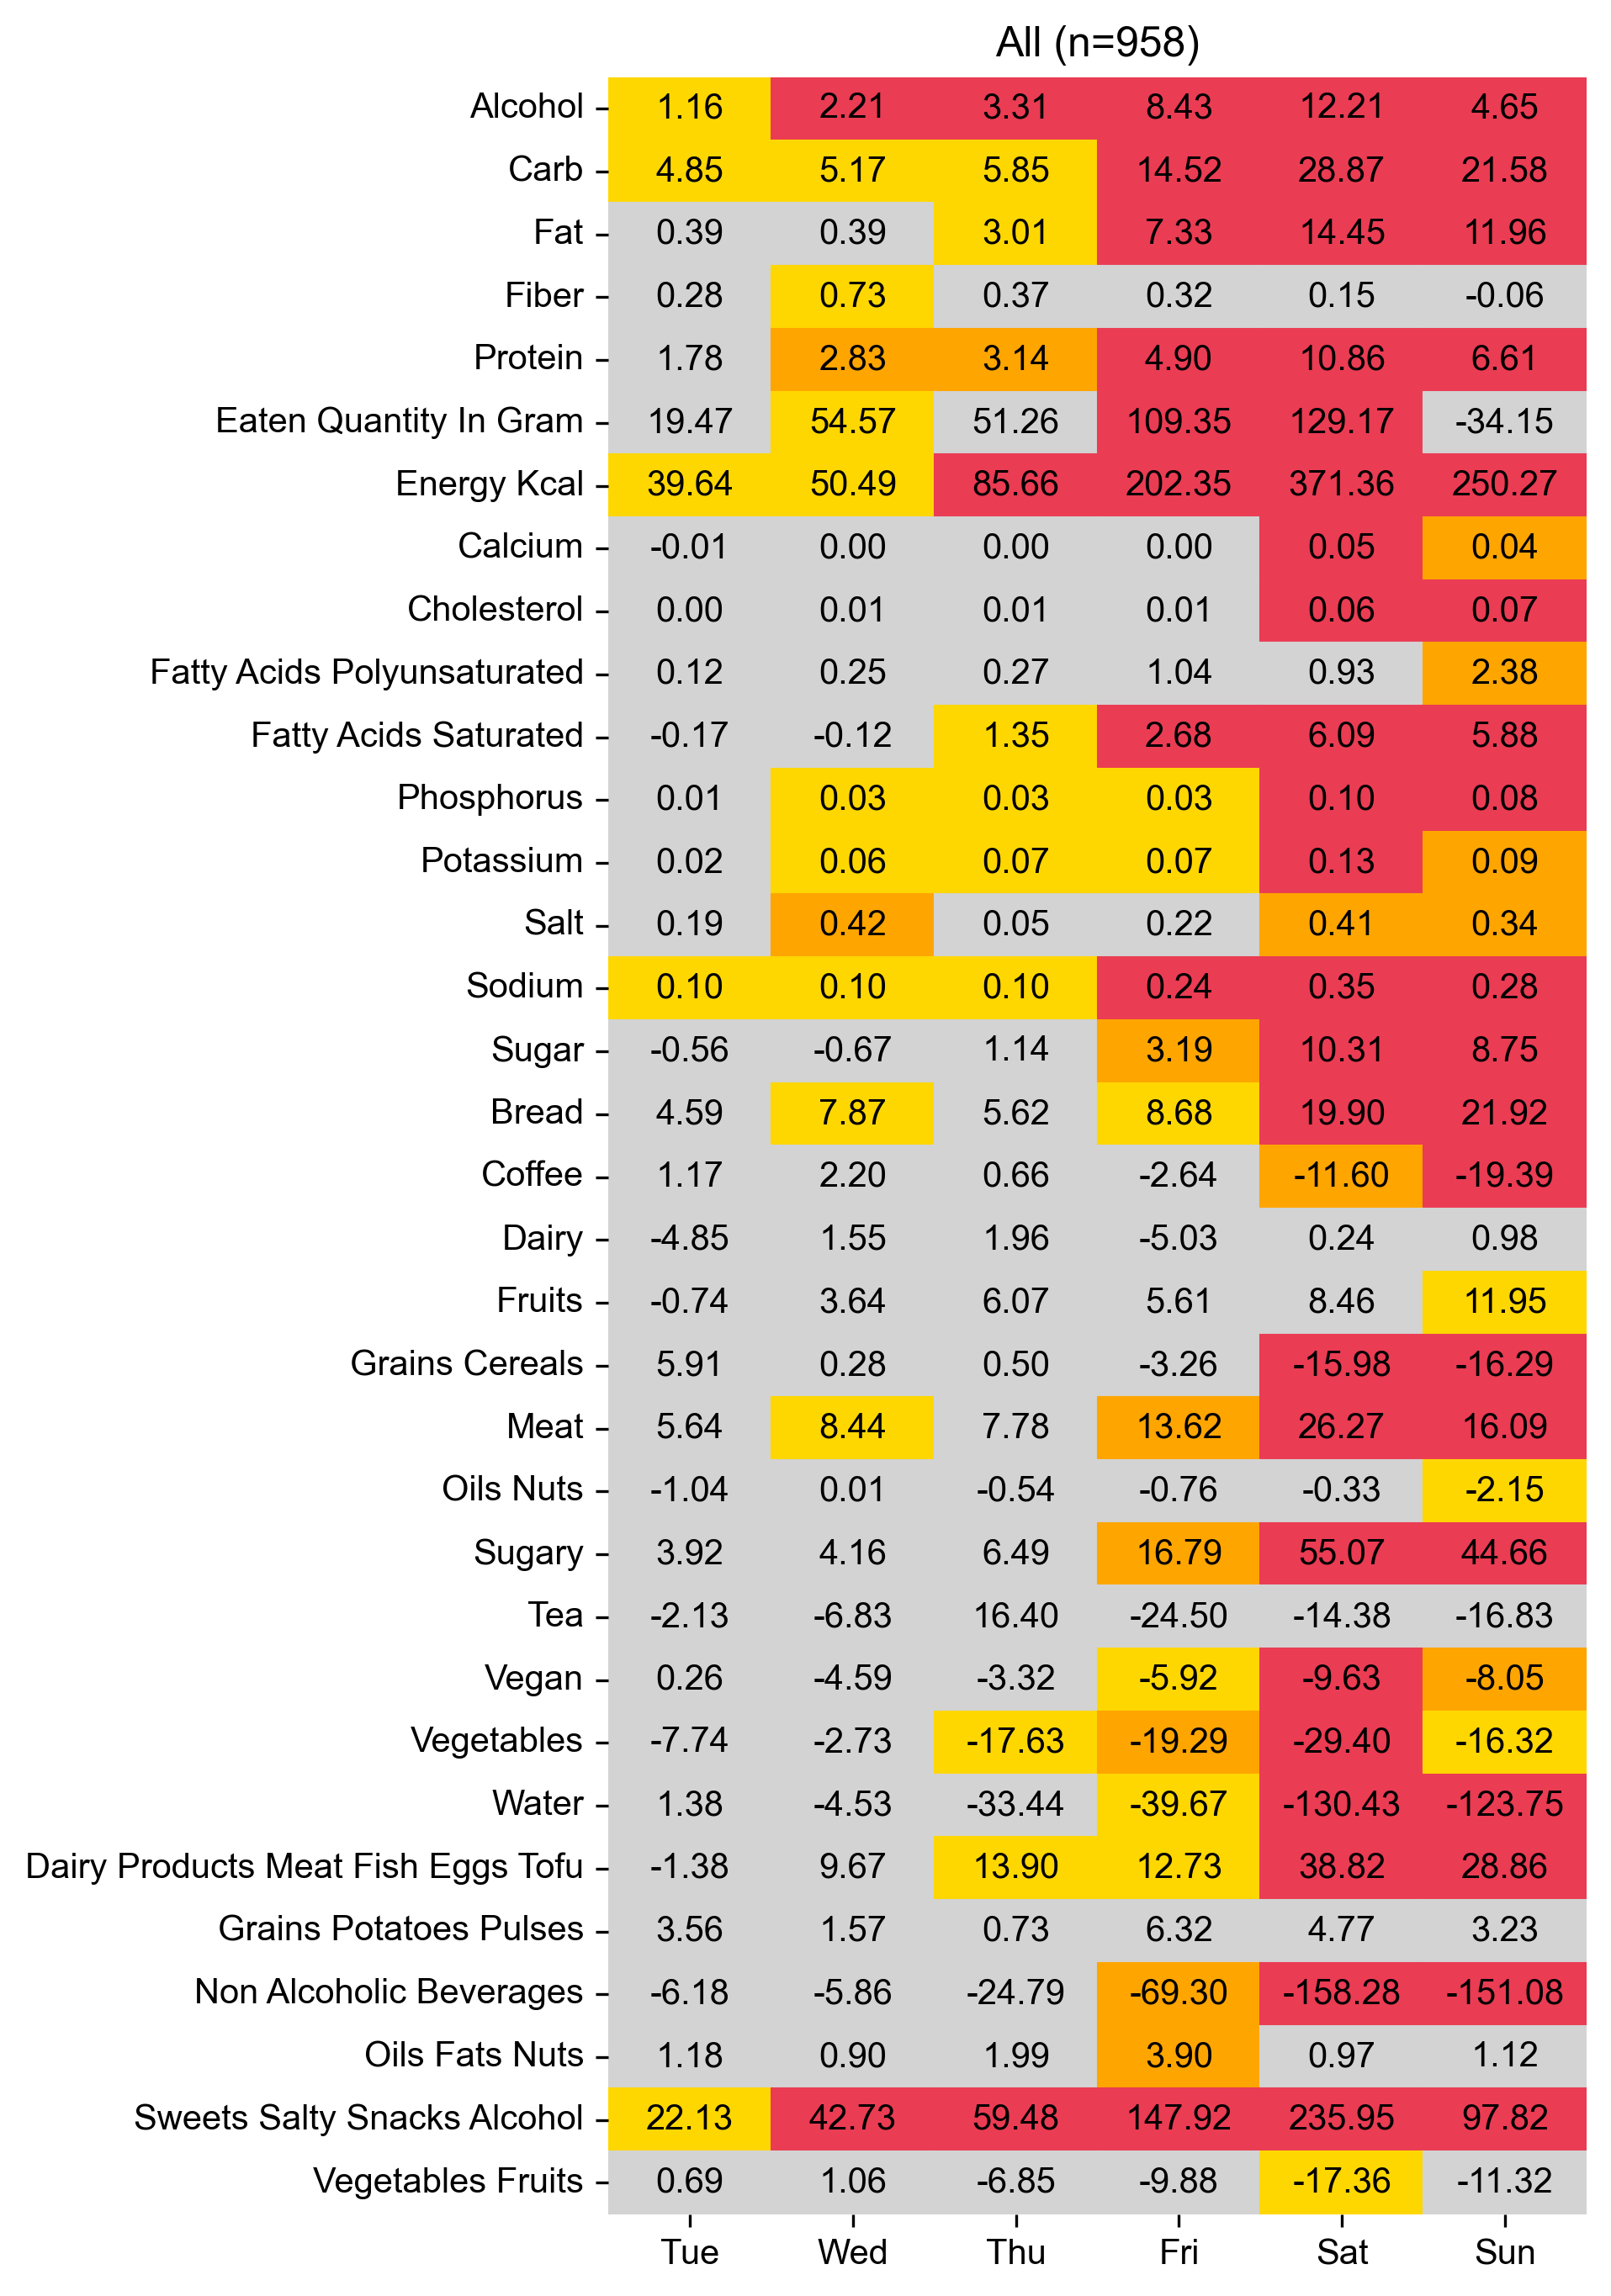 All (n=958)
Alcohol 1.16 2.21 3.31 8.43 12.21 4.65
Carb 4.85 5.17 5.85 14.52 28.87 21.58
Fat 0.39 0.39 3.01 7.33 14.45 11.96
Fiber 0.28 0.73 0.37 0.32 0.15 -0.06
Protein 1.78 2.83 3.14 4.90 10.86 6.61
Eaten Quantity In Gram 19.47 54.57 51.26 109.35 129.17 -34.15
Energy Kcal 39.64 50.49 85.66 202.35 371.36 250.27
Calcium -0.01 0.00 0.00 0.00 0.05 0.04
Cholesterol 0.00 0.01 0.01 0.01 0.06 0.07
Fatty Acids Polyunsaturated 0.12 0.25 0.27 1.04 0.93 2.38
Fatty Acids Saturated -0.17 -0.12 1.35 2.68 6.09 5.88
Phosphorus 0.01 0.03 0.03 0.03 0.10 0.08
Potassium 0.02 0.06 0.07 0.07 0.13 0.09
Salt 0.19 0.42 0.05 0.22 0.41 0.34
Sodium 0.10 0.10 0.10 0.24 0.35 0.28
Sugar -0.56 -0.67 1.14 3.19 10.31 8.75
Bread 4.59 7.87 5.62 8.68 19.90 21.92
Coffee 1.17 2.20 0.66 -2.64 -11.60 -19.39
Dairy -4.85 1.55 1.96 -5.03 0.24 0.98
Fruits -0.74 3.64 6.07 5.61 8.46 11.95
Grains Cereals 5.91 0.28 0.50 -3.26 -15.98 -16.29
Meat 5.64 8.44 7.78 13.62 26.27 16.09
Oils Nuts -1.04 0.01 -0.54 -0.76 -0.33 -2.15
Sugary 3.92 4.16 6.49 16.79 55.07 44.66
Tea -2.13 -6.83 16.40 -24.50 -14.38 -16.83
Vegan 0.26 -4.59 -3.32 -5.92 -9.63 -8.05
Vegetables -7.74 -2.73 -17.63 -19.29 -29.40 -16.32
Water 1.38 -4.53 -33.44 -39.67 -130.43 -123.75
Dairy Products Meat Fish Eggs Tofu -1.38 9.67 13.90 12.73 38.82 28.86
Grains Potatoes Pulses 3.56 1.57 0.73 6.32 4.77 3.23
Non Alcoholic Beverages -6.18 -5.86 -24.79 -69.30 -158.28 -151.08
Oils Fats Nuts 1.18 0.90 1.99 3.90 0.97 1.12
Sweets Salty Snacks Alcohol 22.13 42.73 59.48 147.92 235.95 97.82
Vegetables Fruits 0.69 1.06 -6.85 -9.88 -17.36 -11.32
Tue Wed Thu Fri Sat Sun